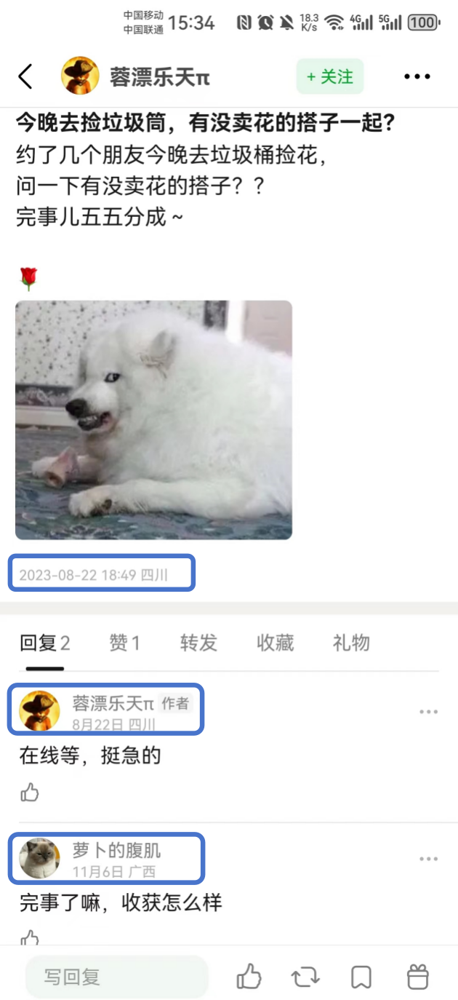 中国移动
中国联通
15:34
18.3
K/s
4G
5G
100
蓉漂乐天π
+ 关注
今晚去捡垃圾筒，有没卖花的搭子一起？
约了几个朋友今晚去垃圾桶捡花，
问一下有没卖花的搭子？？
完事儿五五分成～
2023-08-22 18:49 四川
回复 2 赞 1 转发 收藏 礼物
蓉漂乐天π 作者
8月22日 四川
在线等，挺急的
萝卜的腹肌
11月6日 广西
完事了嘛，收获怎么样
写回复